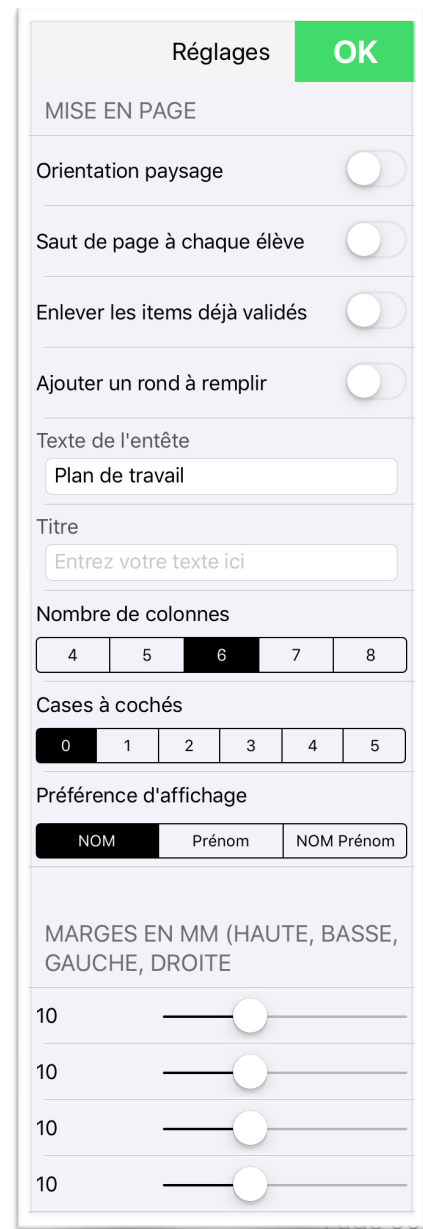 Réglages
OK
MISE EN PAGE
Orientation paysage
Saut de page à chaque élève
Enlever les items déjà validés
Ajouter un rond à remplir
Texte de l'entête
Plan de travail
Titre
Entrez votre texte ici
Nombre de colonnes
4 5 6 7 8
Cases à cochés
0 1 2 3 4 5
Préférence d'affichage
NOM Prénom NOM Prénom
MARGES EN MM (HAUTE, BASSE,
GAUCHE, DROITE
10
10
10
10